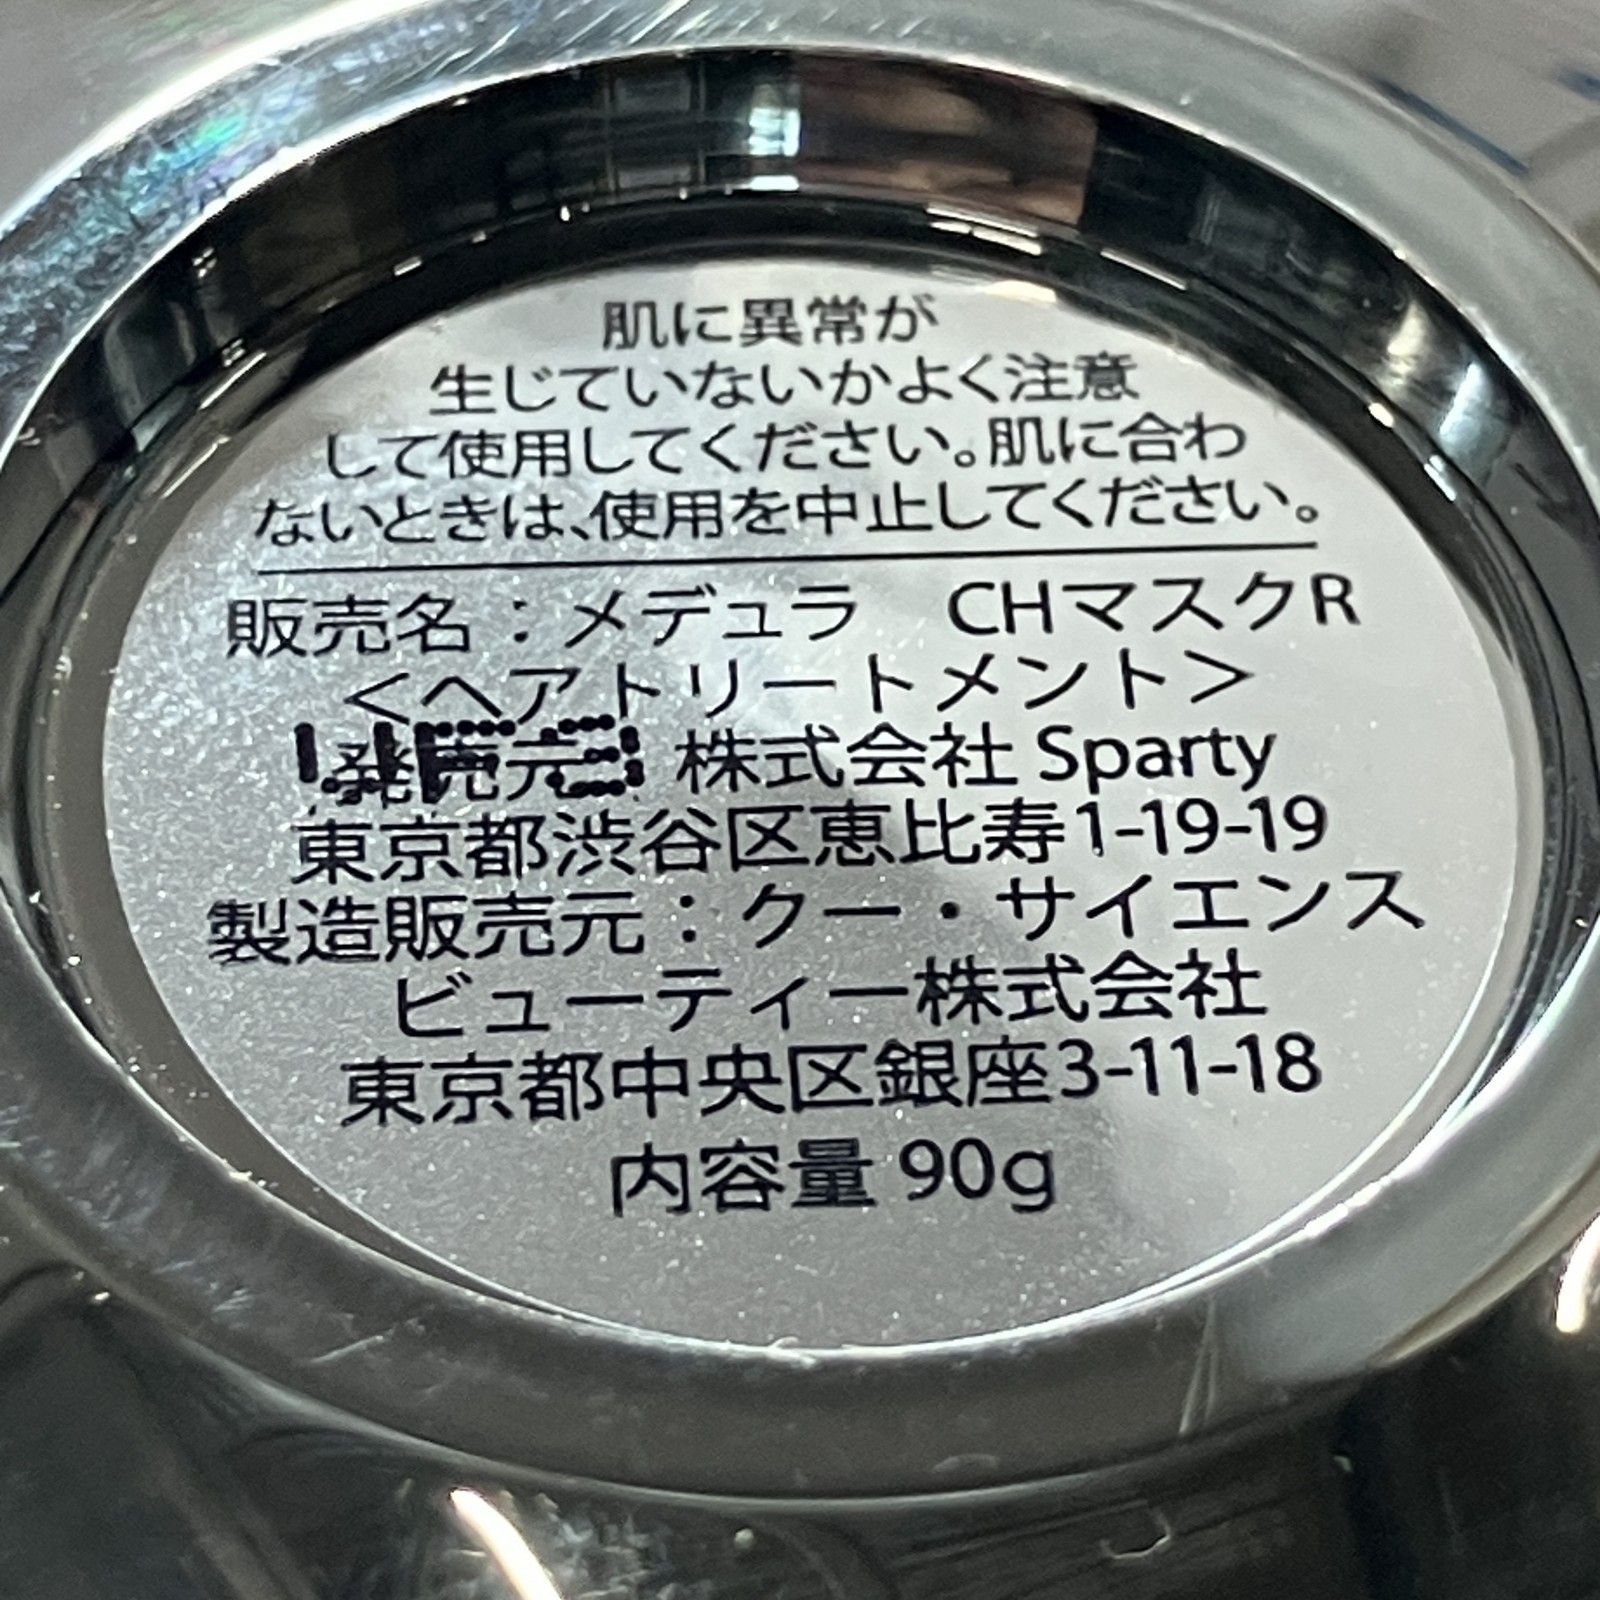 肌に異常が
生じていないかよく注意
して使用してください。肌に合わ
ないときは、使用を中止してください。
販売名：メデュラ　CHマスクR
＜ヘアトリートメント＞
発売元 株式会社 Sparty
東京都渋谷区恵比寿1-19-19
製造販売元：クー・サイエンス
ビューティー株式会社
東京都中央区銀座3-11-18
内容量 90g